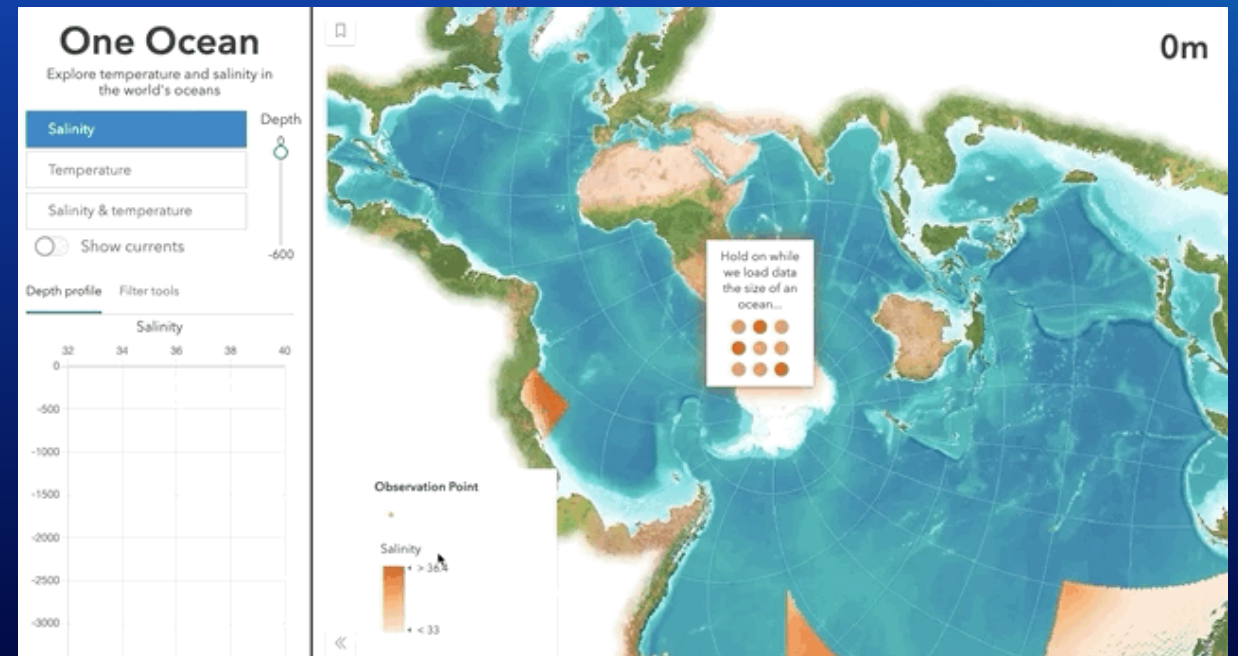 One Ocean
Explore temperature and salinity in
the world's oceans
Salinity
Temperature
Salinity & temperature
Show currents
Depth
0
-600
Depth profile
Filter tools
Salinity
32 34 36 38 40
0
-500
-1000
-1500
-2000
-2500
-3000
0m
Hold on while
we load data
the size of an
ocean...
Observation Point
Salinity
> 36.4
< 33